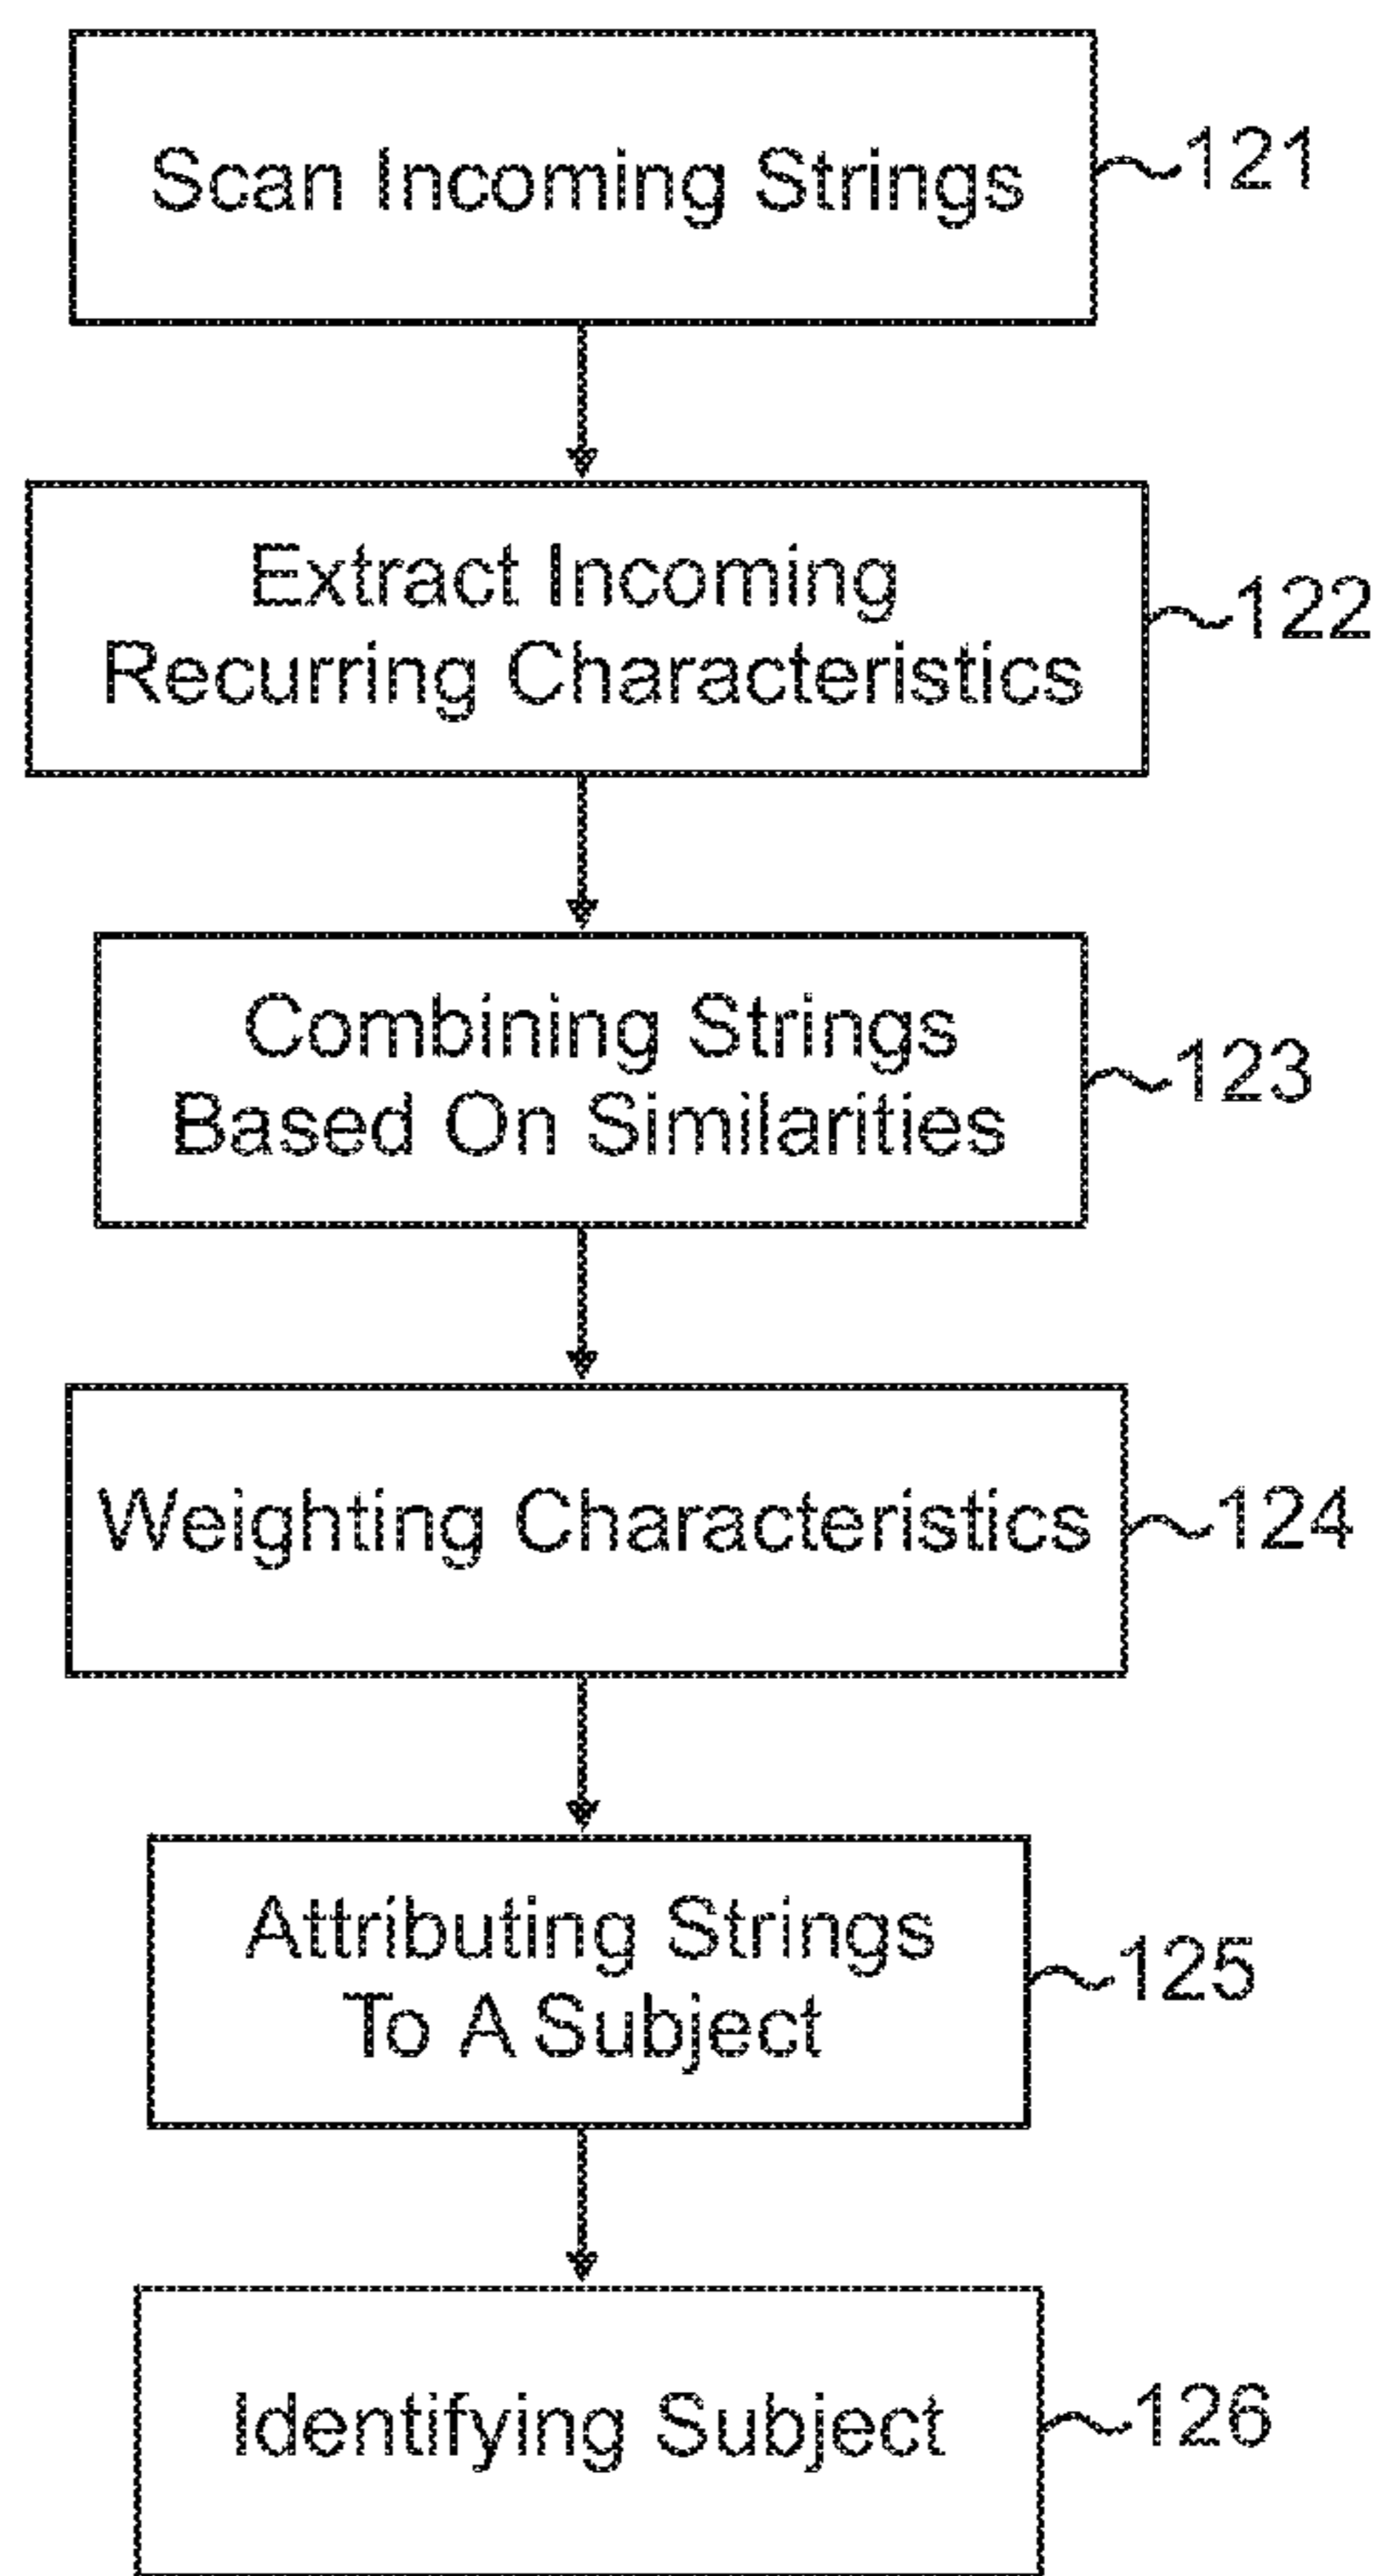 Scan Incoming Strings
121
Extract Incoming
Recurring Characteristics
122
Combining Strings
Based On Similarities
123
Weighting Characteristics
124
Attributing Strings
To A Subject
125
Identifying Subject
126